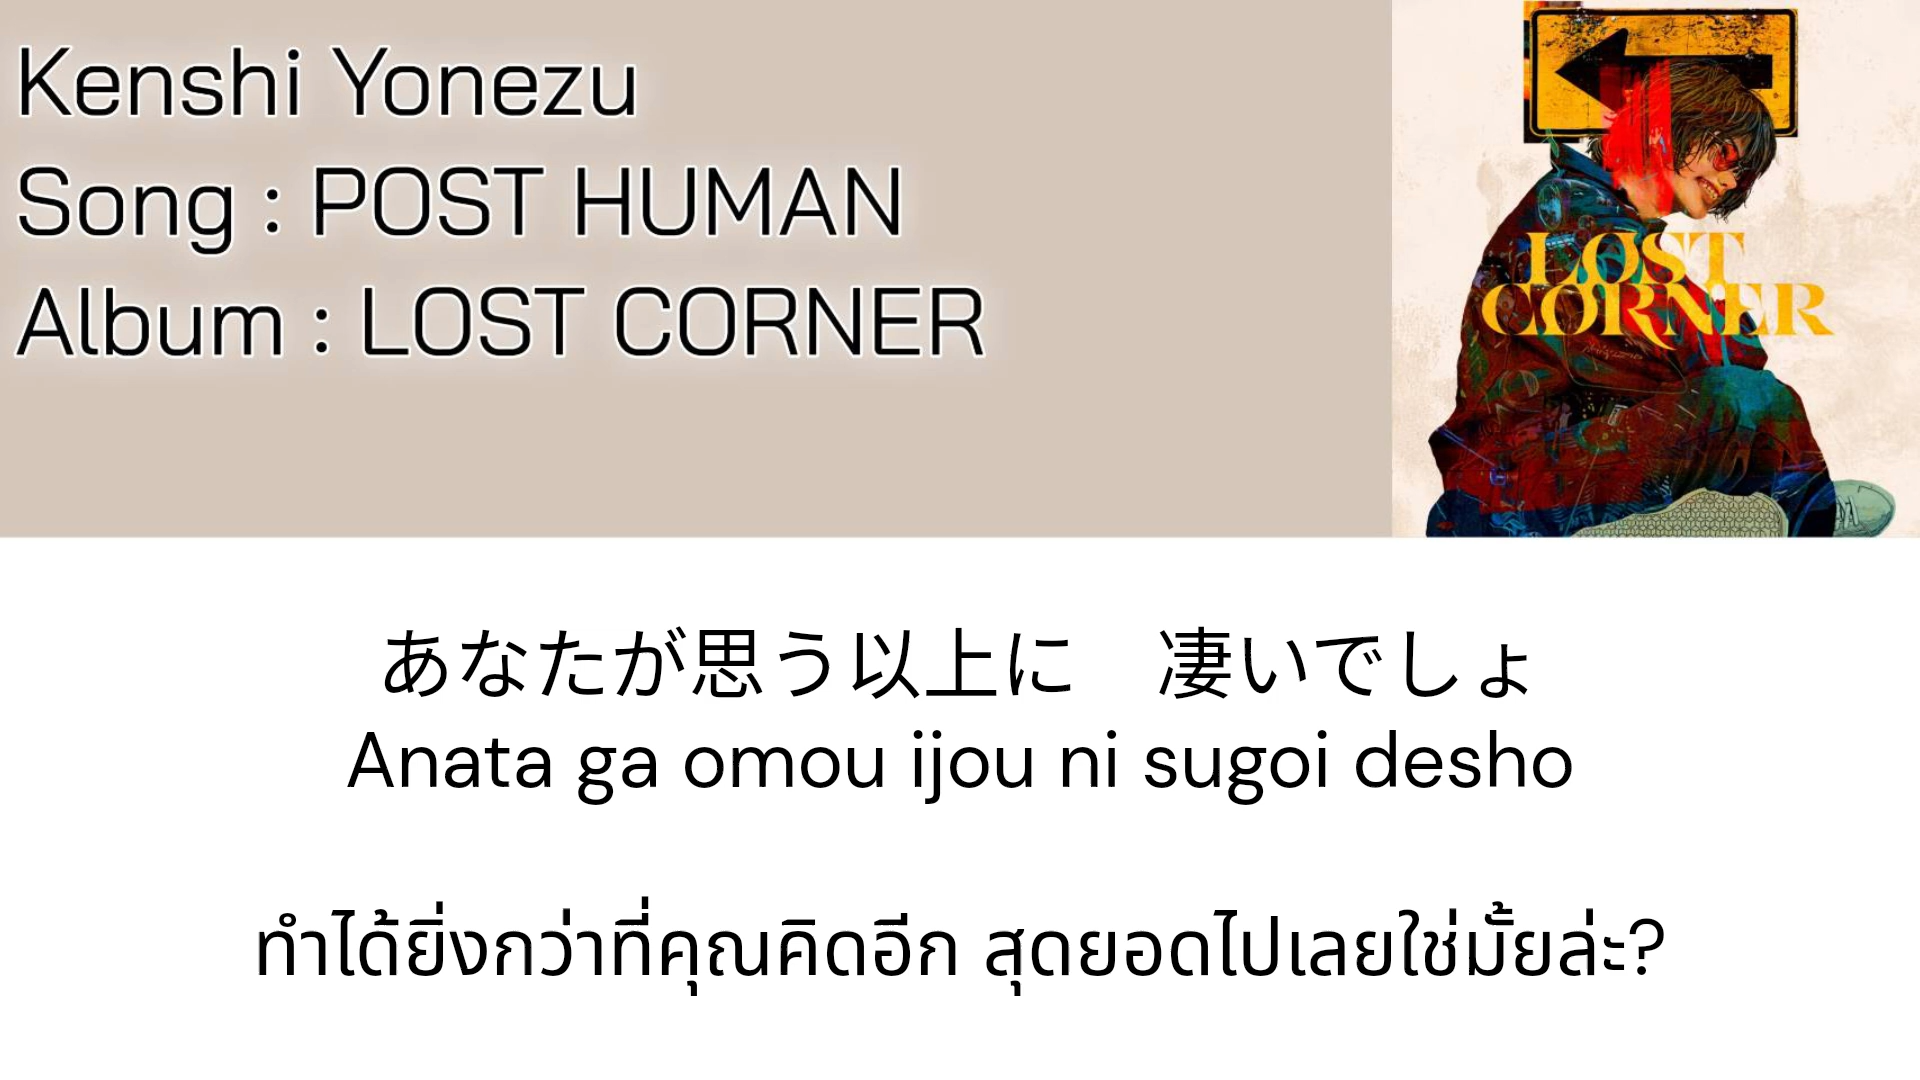 Kenshi Yonezu
Song : POST HUMAN
Album : LOST CORNER
LOST
CORNER
あなたが思う以上に　凄いでしょ
Anata ga omou ijou ni sugoi desho
ทำได้ยิ่งกว่าที่คุณคิดอีก สุดยอดไปเลยใช่มั้ยล่ะ?